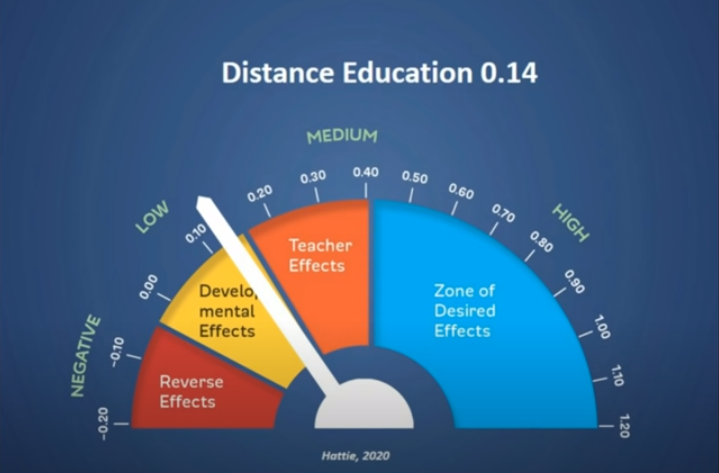 Distance Education 0.14
MEDIUM
LOW
HIGH
NEGATIVE
-0.20
-0.10
0.00
0.10
0.20
0.30
0.40
0.50
0.60
0.70
0.80
0.90
1.00
1.10
1.20
Reverse
Effects
Develo
mental
Effects
Teacher
Effects
Zone of
Desired
Effects
Hattie, 2020